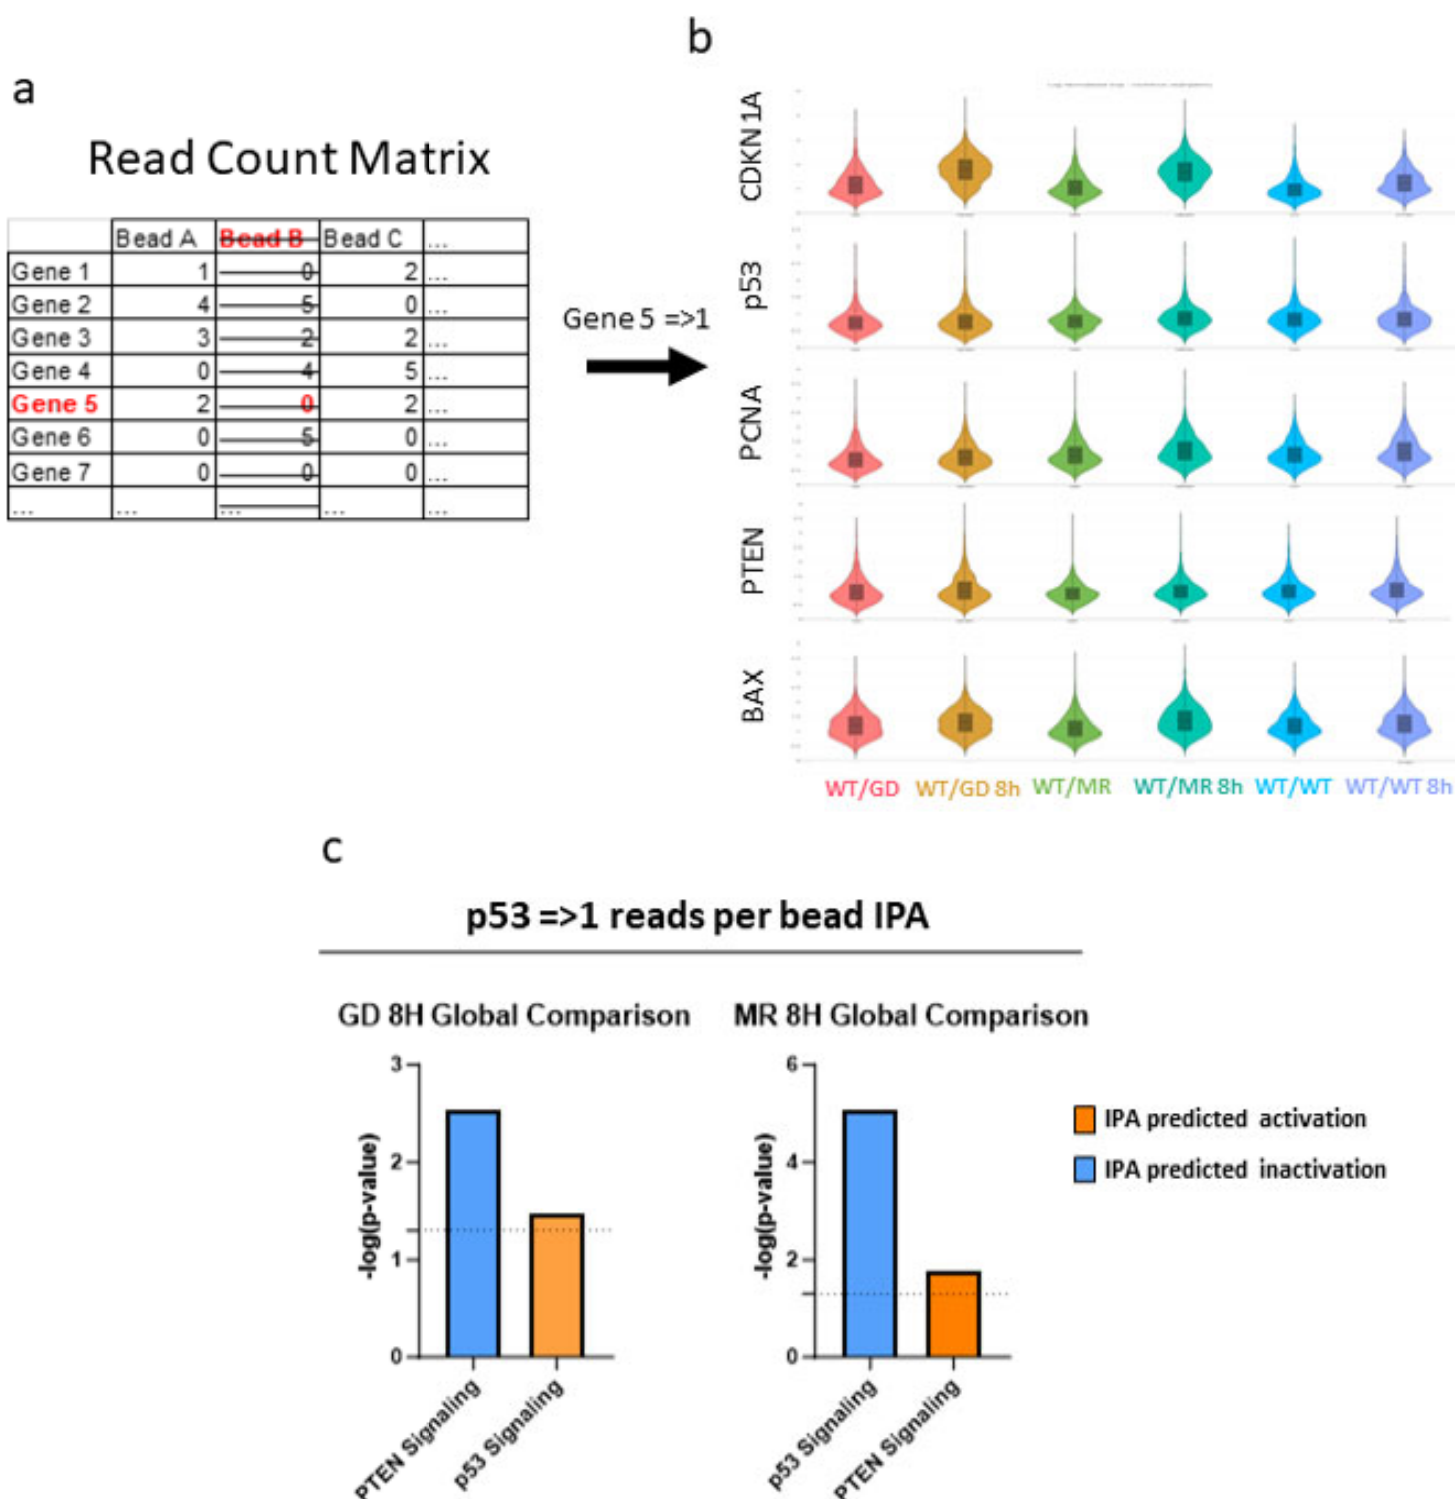 a
Read Count Matrix
Bead A Bead B Bead C ...
Gene 1 1 0 2 ...
Gene 2 4 5 0 ...
Gene 3 3 2 2 ...
Gene 4 0 4 5 ...
Gene 5 2 0 2 ...
Gene 6 0 5 0 ...
Gene 7 0 0 0 ...
... ... ... ... ...
Gene 5 =>1
b
CDKN1A
p53
PCNA
PTEN
BAX
WT/GD WT/GD 8h WT/MR WT/MR 8h WT/WT WT/WT 8h
c
p53 =>1 reads per bead IPA
GD 8H Global Comparison
-log(p-value)
3
2
1
0
PTEN Signaling
p53 Signaling
MR 8H Global Comparison
-log(p-value)
6
4
2
0
p53 Signaling
PTEN Signaling
IPA predicted activation
IPA predicted inactivation